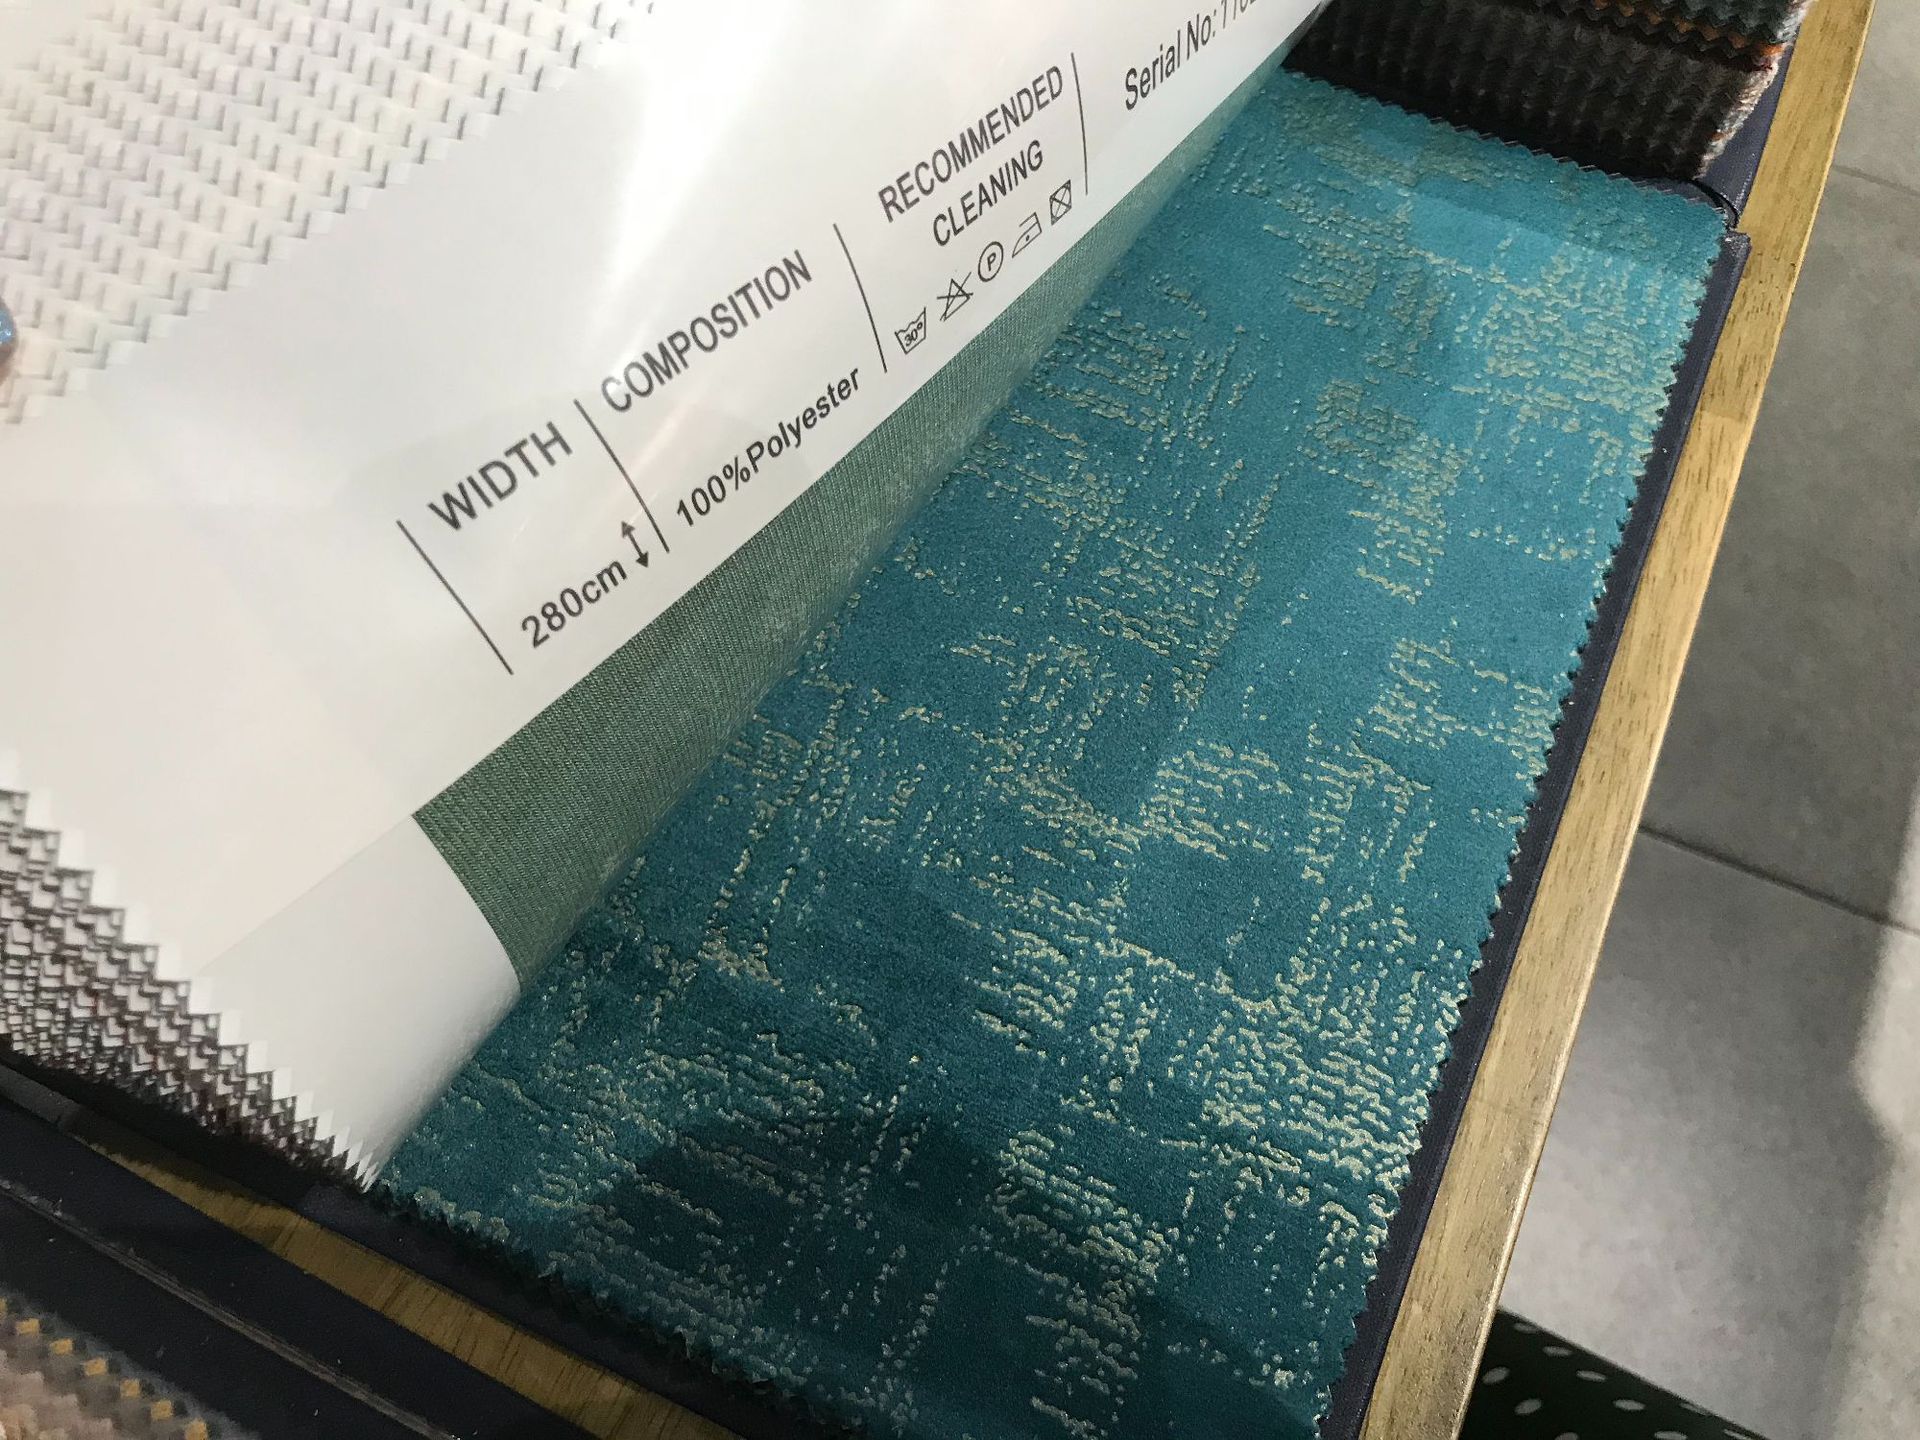 WIDTH
280cm
COMPOSITION
100%Polyester
RECOMMENDED
CLEANING
30° P
Serial No: